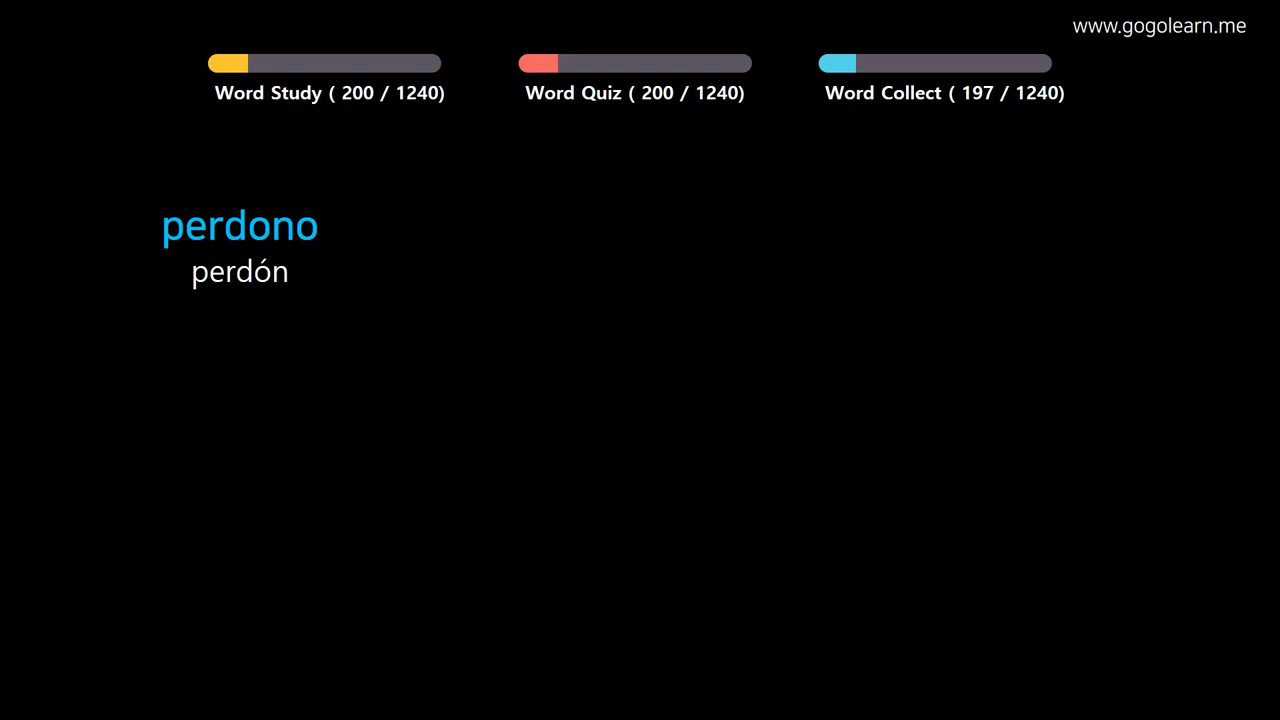 www.gogolearn.me
Word Study ( 200 / 1240)
Word Quiz ( 200 / 1240)
Word Collect ( 197 / 1240)
perdono
perdón